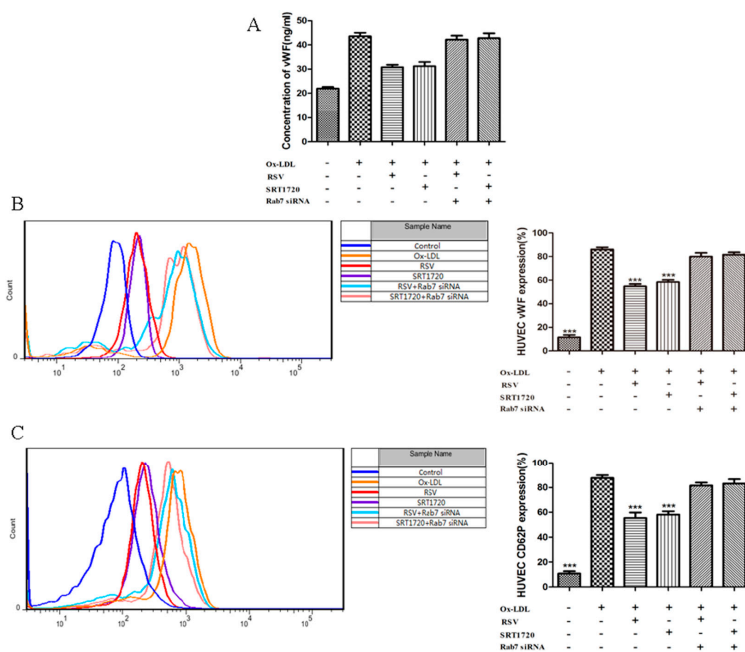 A
Concentration of vWF(ng/ml)
50
40
30
20
10
0
Ox-LDL - + + + + +
RSV - - + - + -
SRT1720 - - - + - +
Rab7 siRNA - - - - + +
B
Count
0
10^1 10^2 10^3 10^4 10^5
Sample Name
Control
Ox-LDL
RSV
SRT1720
RSV+Rab7 siRNA
SRT1720+Rab7 siRNA
HUVEC vWF expression(%)
100
80
60
40
20
0
*** *** ***
Ox-LDL - + + + + +
RSV - - + - + -
SRT1720 - - - + - +
Rab7 siRNA - - - - + +
C
Count
0
10^1 10^2 10^3 10^4 10^5
Sample Name
Control
Ox-LDL
RSV
SRT1720
RSV+Rab7 siRNA
SRT1720+Rab7 siRNA
HUVEC CD62P expression(%)
100
80
60
40
20
0
*** *** ***
Ox-LDL - + + + + +
RSV - - + - + -
SRT1720 - - - + - +
Rab7 siRNA - - - - + +